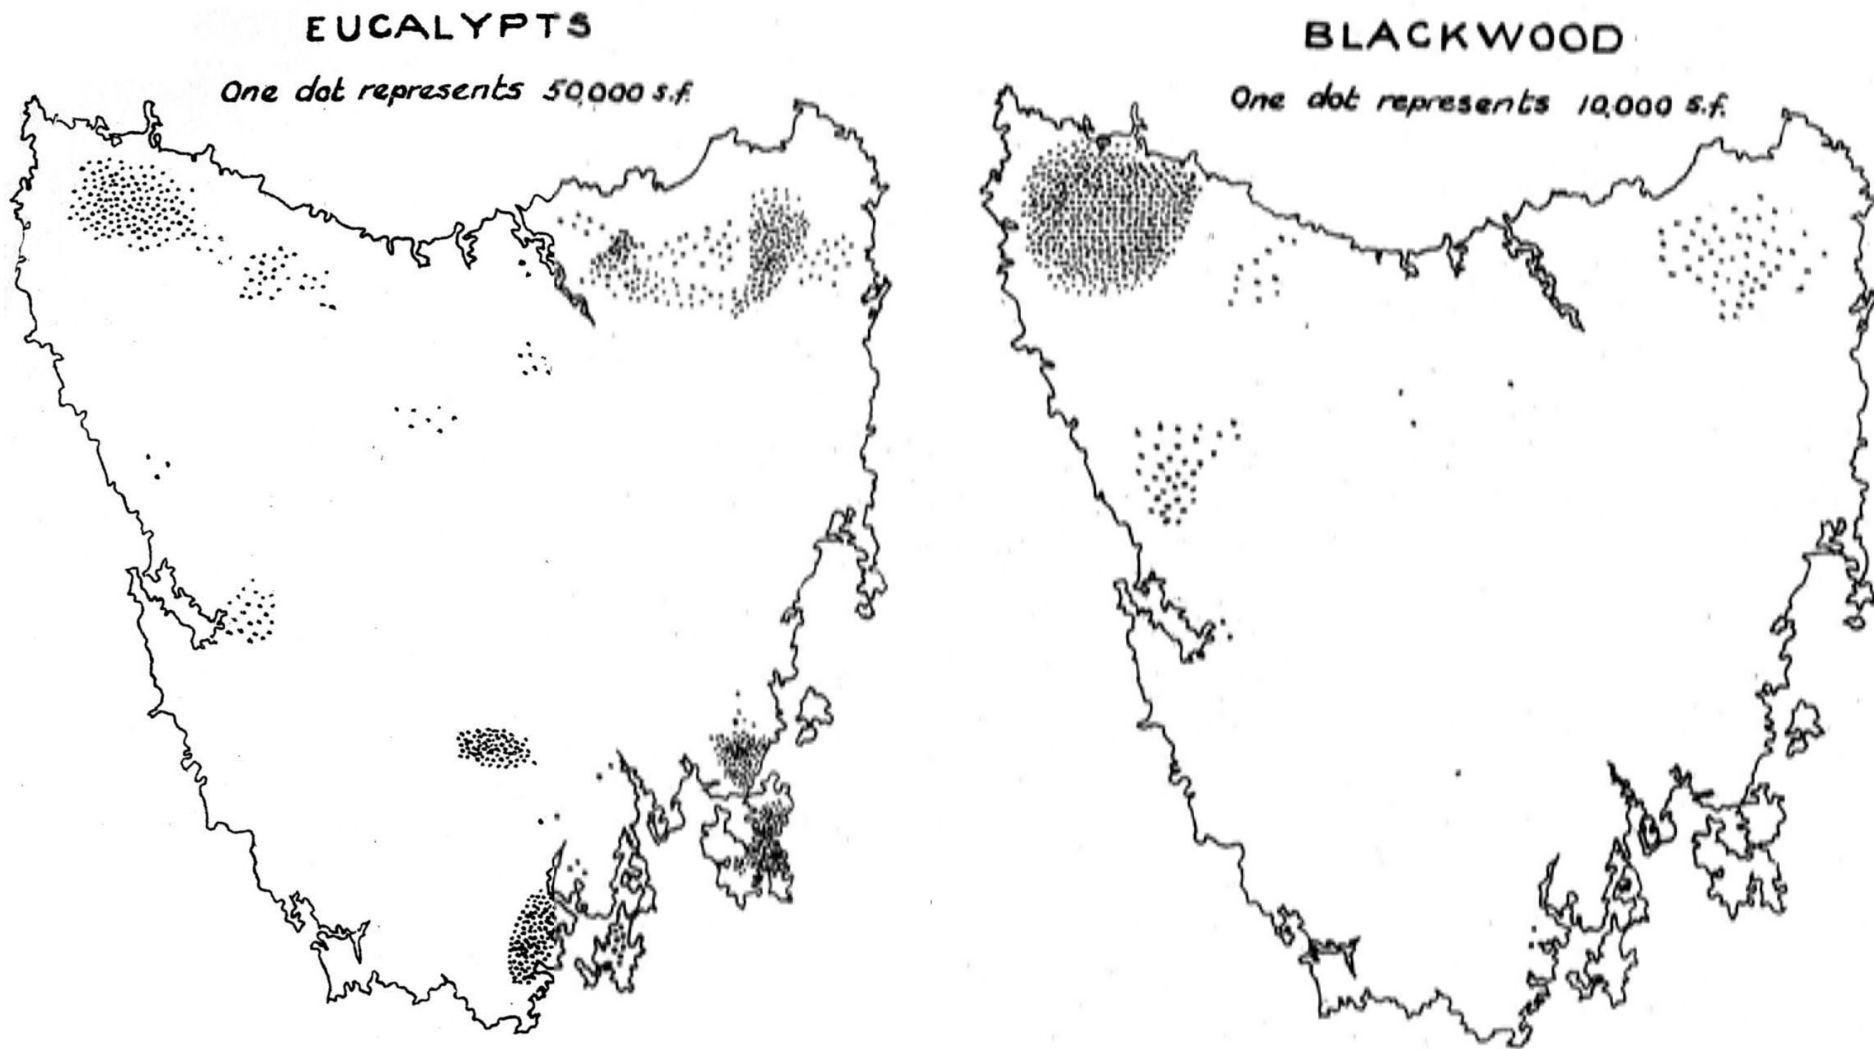 EUCALYPTS
One dot represents 50,000 s.f.
BLACKWOOD
One dot represents 10,000 s.f.